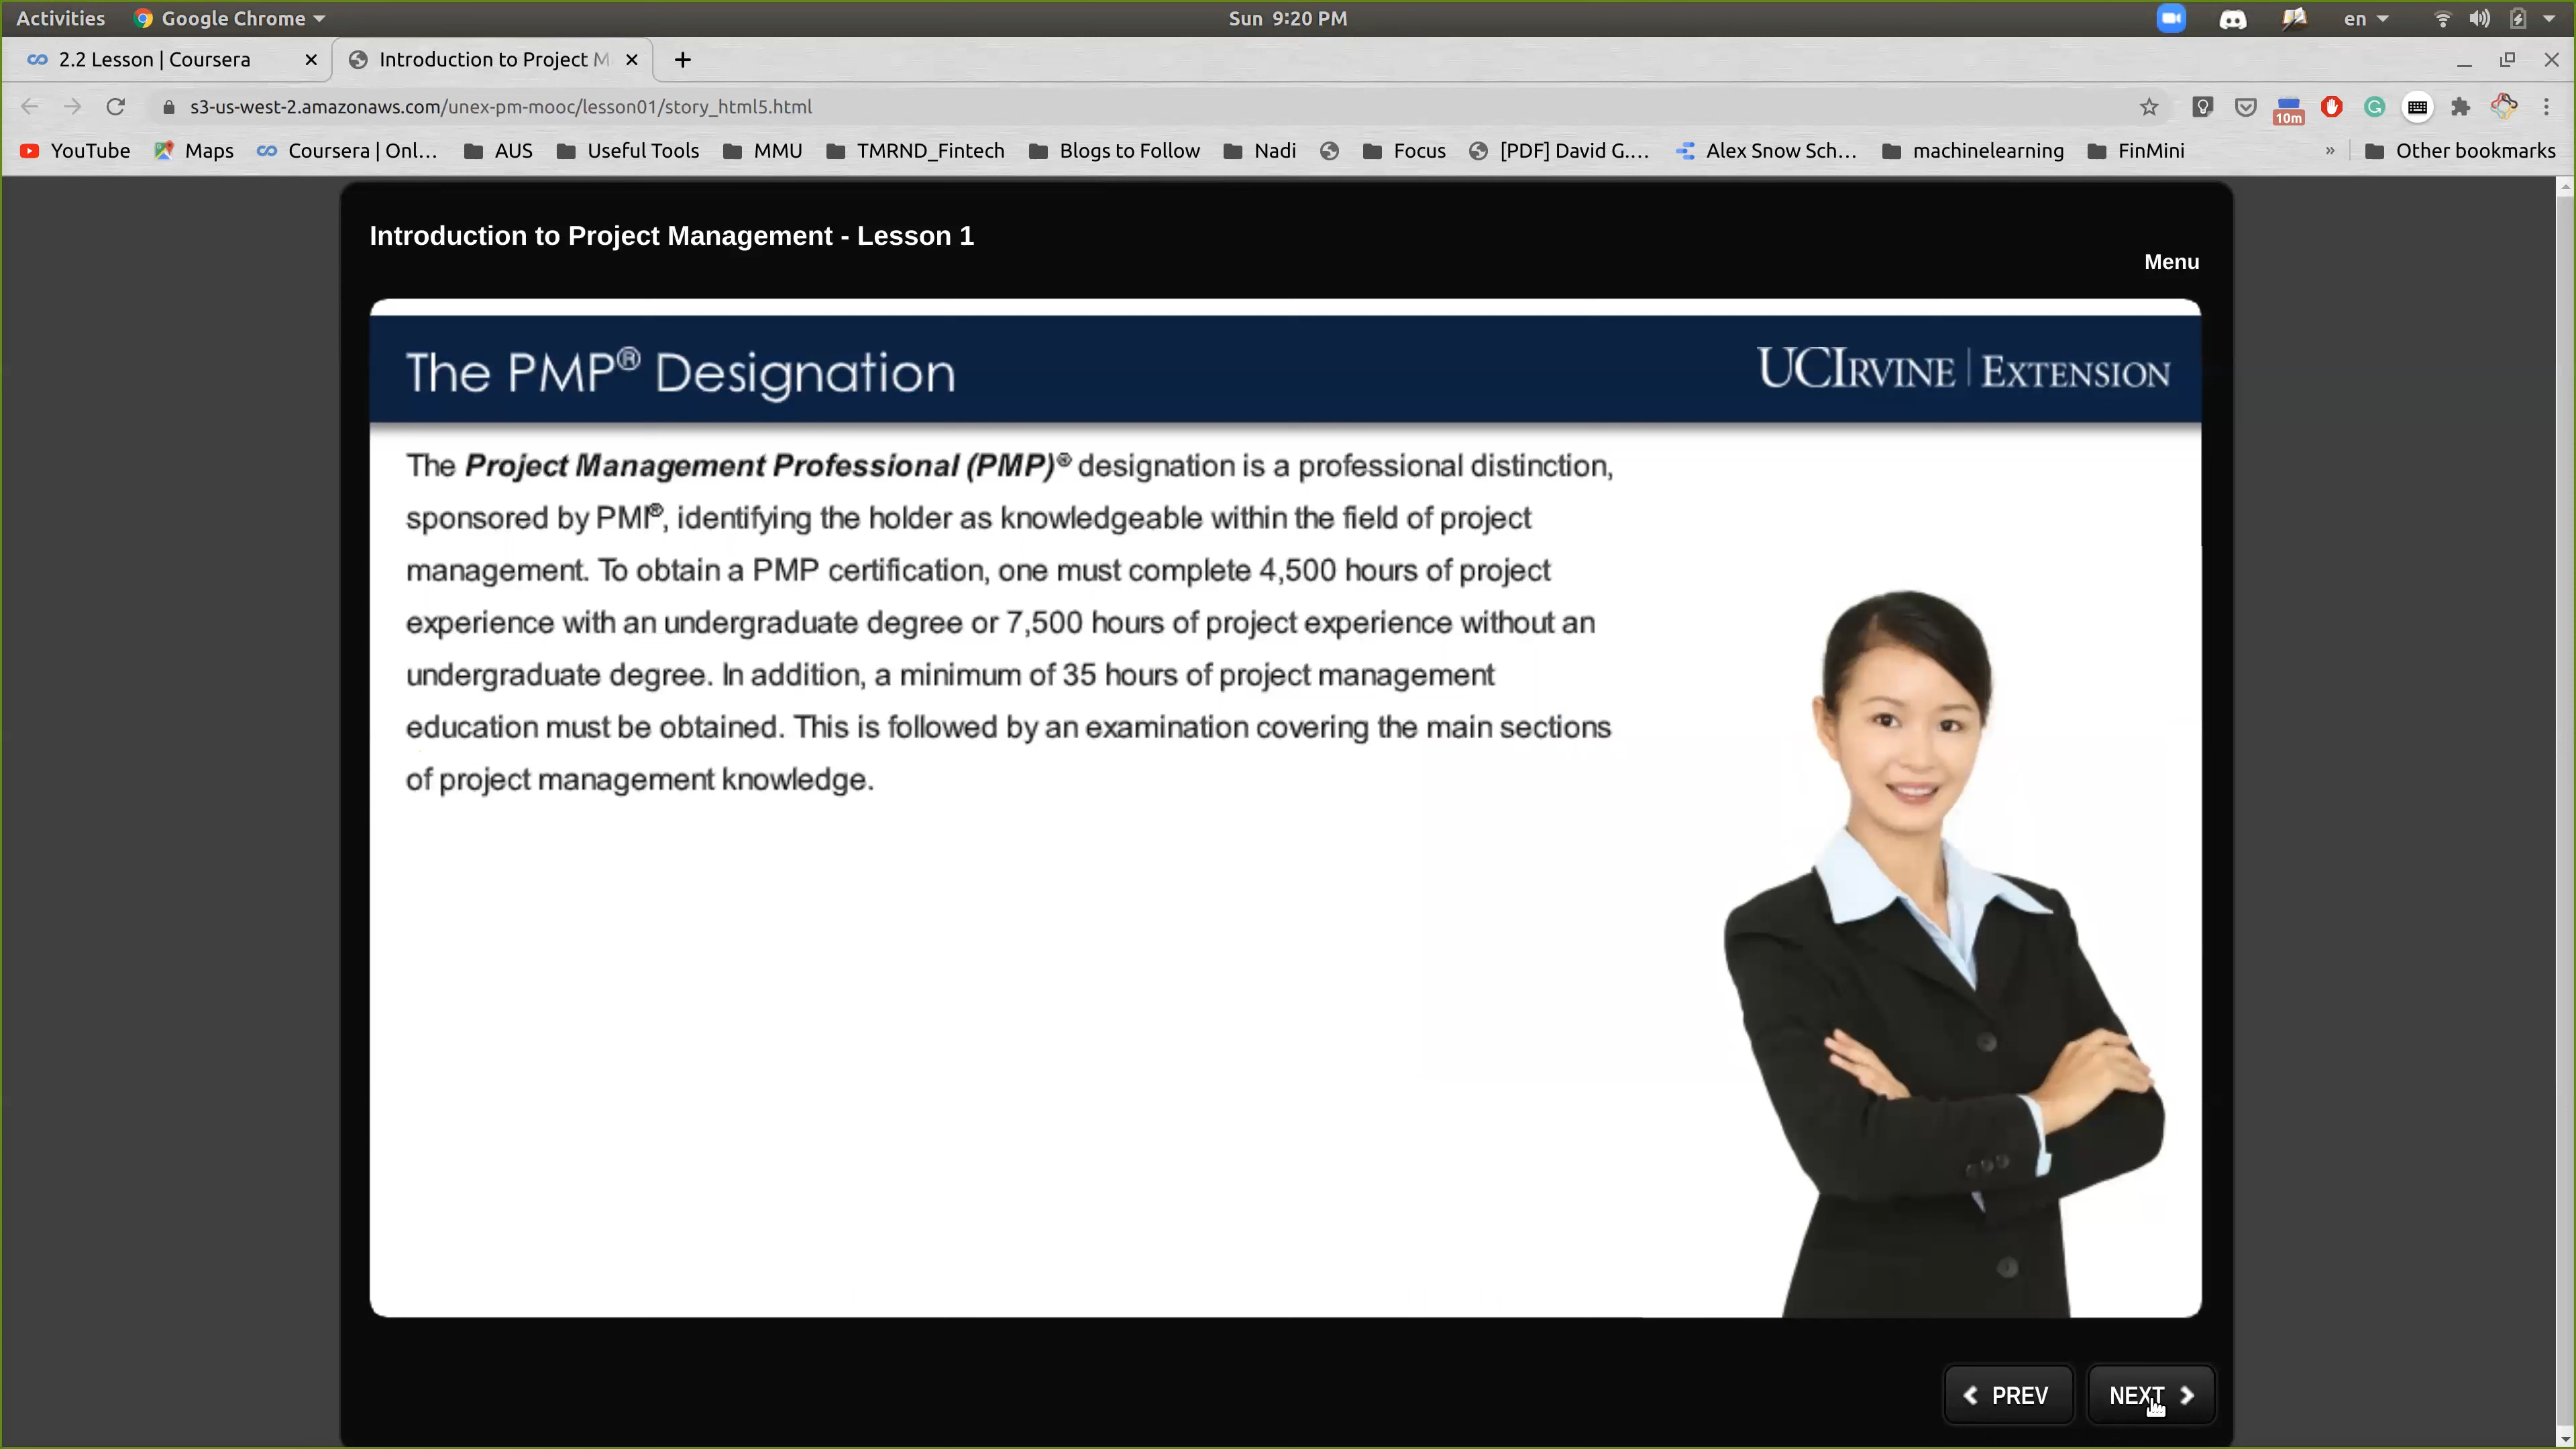 Activities Google Chrome Sun 9:20 PM en
2.2 Lesson | Coursera Introduction to Project M
s3-us-west-2.amazonaws.com/unex-pm-mooc/lesson01/story_html5.html 10m
YouTube Maps Coursera | Onl... AUS Useful Tools MMU TMRND_Fintech Blogs to Follow Nadi Focus [PDF] David G.... Alex Snow Sch... machinelearning FinMini » Other bookmarks
Introduction to Project Management - Lesson 1
Menu
The PMP® Designation UCIRVINE | EXTENSION
The Project Management Professional (PMP)® designation is a professional distinction,
sponsored by PMI®, identifying the holder as knowledgeable within the field of project
management. To obtain a PMP certification, one must complete 4,500 hours of project
experience with an undergraduate degree or 7,500 hours of project experience without an
undergraduate degree. In addition, a minimum of 35 hours of project management
education must be obtained. This is followed by an examination covering the main sections
of project management knowledge.
PREV NEXT